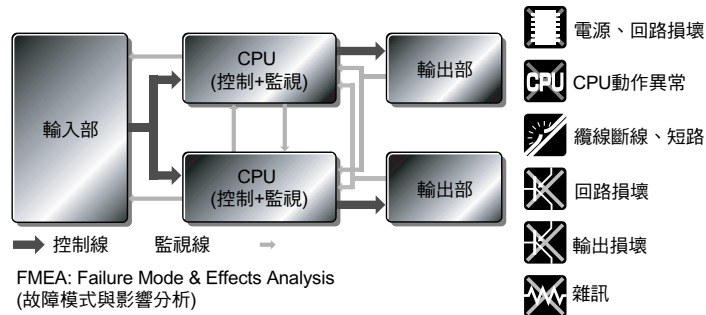 輸入部
CPU
(控制+監視)
輸出部
CPU
(控制+監視)
輸出部
控制線
監視線
FMEA: Failure Mode & Effects Analysis
(故障模式與影響分析)
電源、回路損壞
CPU
CPU動作異常
纜線斷線、短路
回路損壞
輸出損壞
雜訊